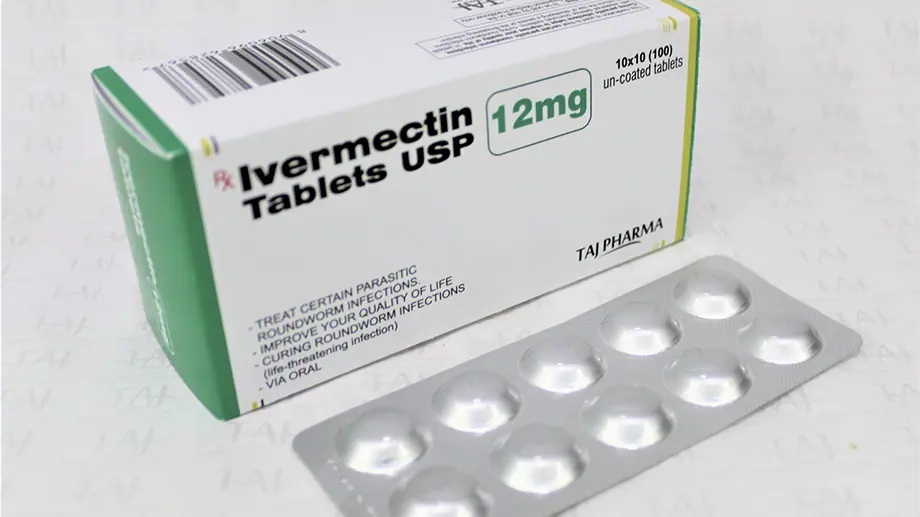 10x10 (100)
un-coated tablets
Rx Ivermectin
Tablets USP
12mg
TAJ PHARMA
- TREAT CERTAIN PARASITIC
ROUNDWORM INFECTIONS.
- IMPROVE YOUR QUALITY OF LIFE
- CURING ROUNDWORM INFECTIONS
(life-threatening infection)
- VIA ORAL